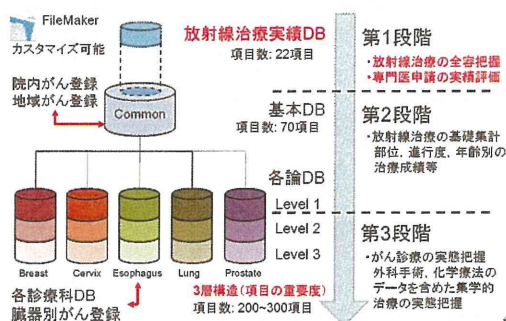 FileMaker
カスタマイズ可能
放射線治療実績DB
項目数: 22項目
第1段階
・放射線治療の全容把握
・専門医申請の実績評価
院内がん登録
地域がん登録
Common
基本DB
項目数: 70項目
第2段階
・放射線治療の基礎集計
部位, 進行度, 年齢別の
治療成績等
各論DB
Level 1
Level 2
Level 3
第3段階
・がん診療の実態把握
外科手術, 化学療法の
データを含めた集学的
治療の実態把握
Breast Cervix Esophagus Lung Prostate
各診療科DB
臓器別がん登録
3層構造(項目の重要度)
項目数: 200~300項目